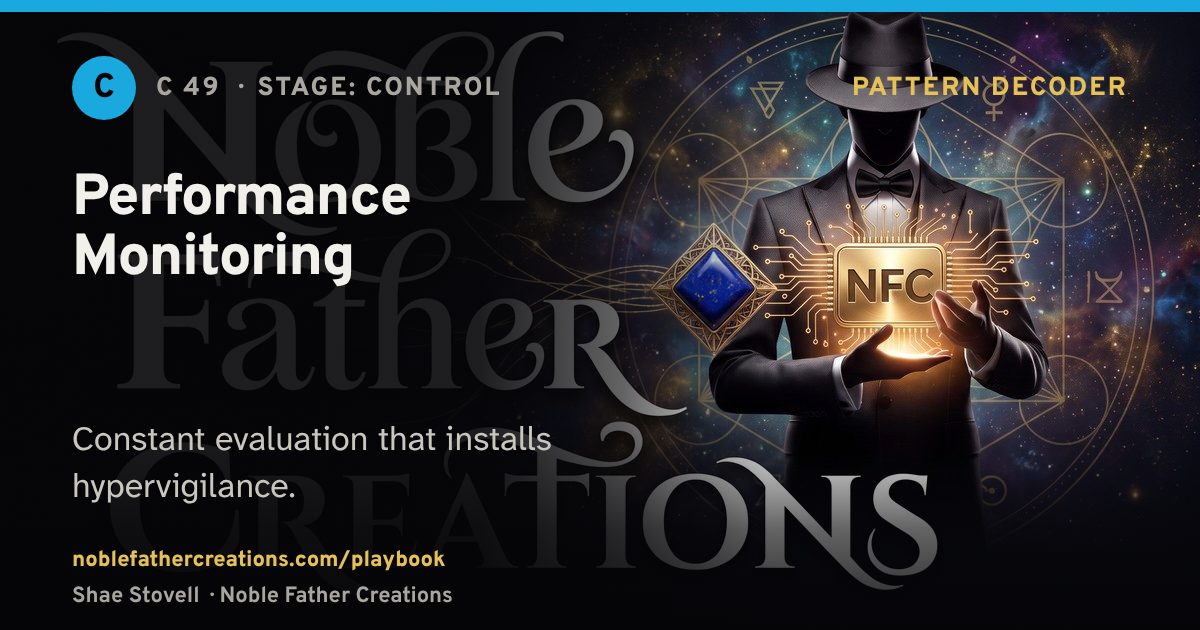 C
C 49 · STAGE: CONTROL
PATTERN DECODER
Performance
Monitoring
NFC
Constant evaluation that installs
hypervigilance.
noblefathercreations.com/playbook
Shae Stovell · Noble Father Creations
Noble
Father
Creations